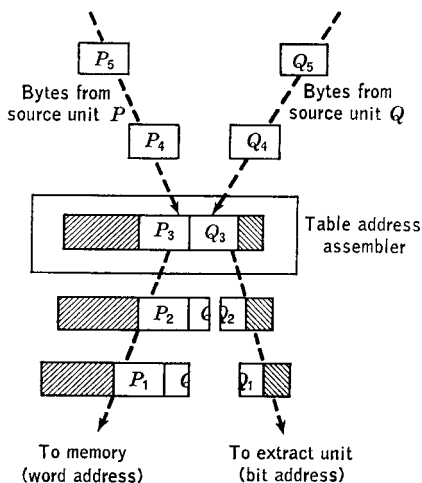 P5 Q5
Bytes from
source unit P
Bytes from
source unit Q
P4 Q4
P3 Q3
Table address
assembler
P2 Q Q2
P1 Q Q1
To memory
(word address)
To extract unit
(bit address)